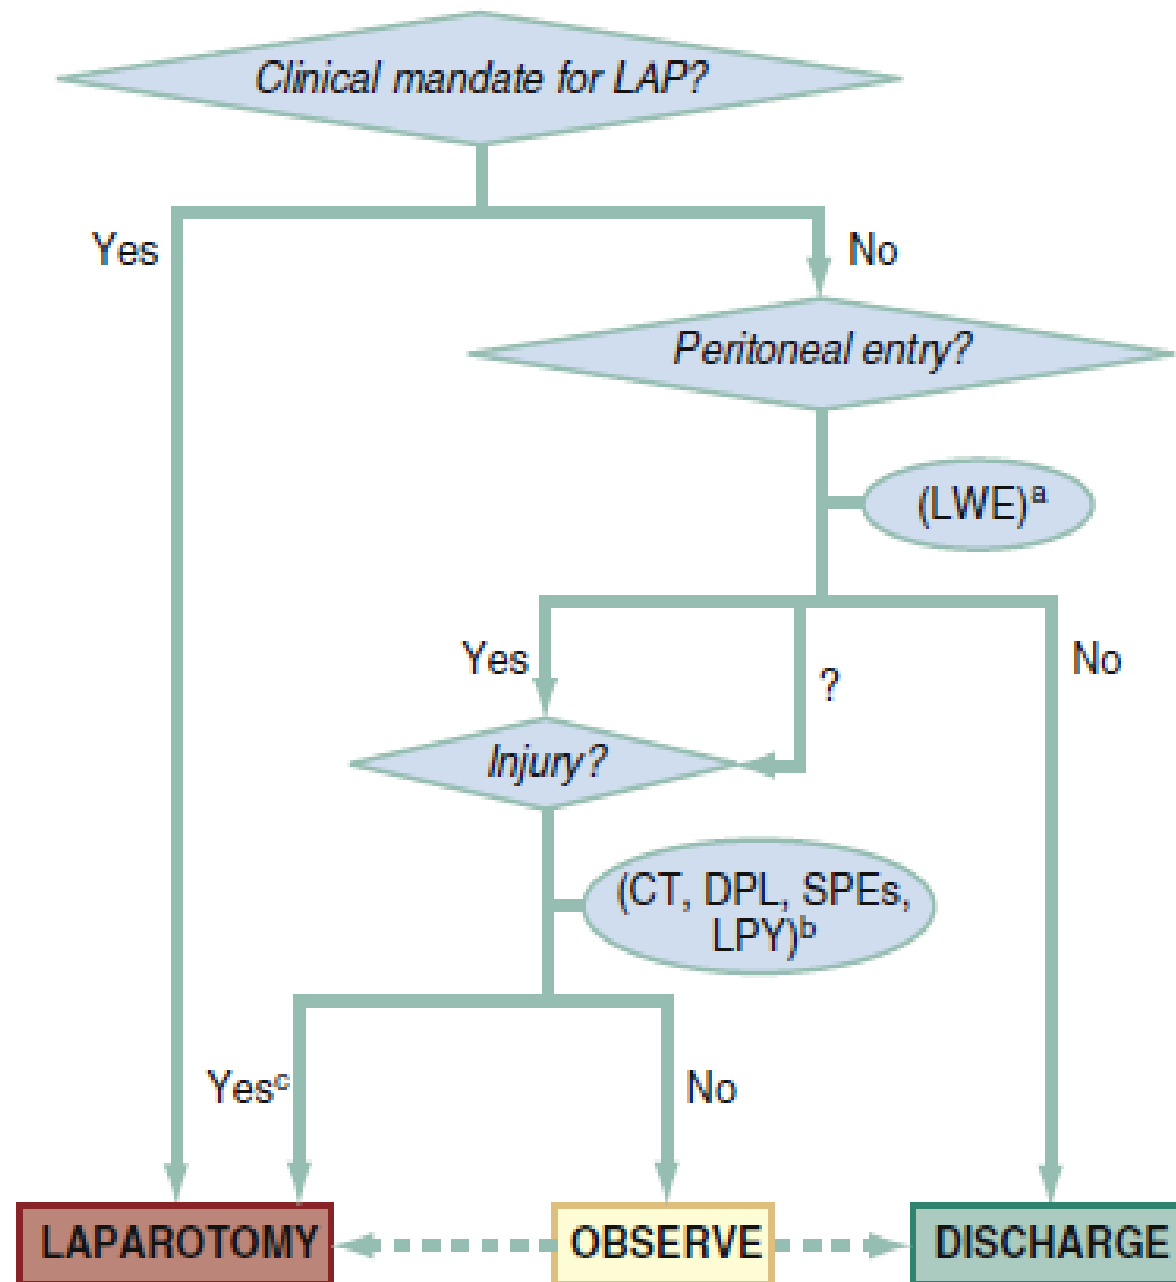 Clinical mandate for LAP?
Yes
No
Peritoneal entry?
(LWE)a
Yes
?
No
Injury?
(CT, DPL, SPEs,
LPY)b
Yesc
No
LAPAROTOMY
OBSERVE
DISCHARGE